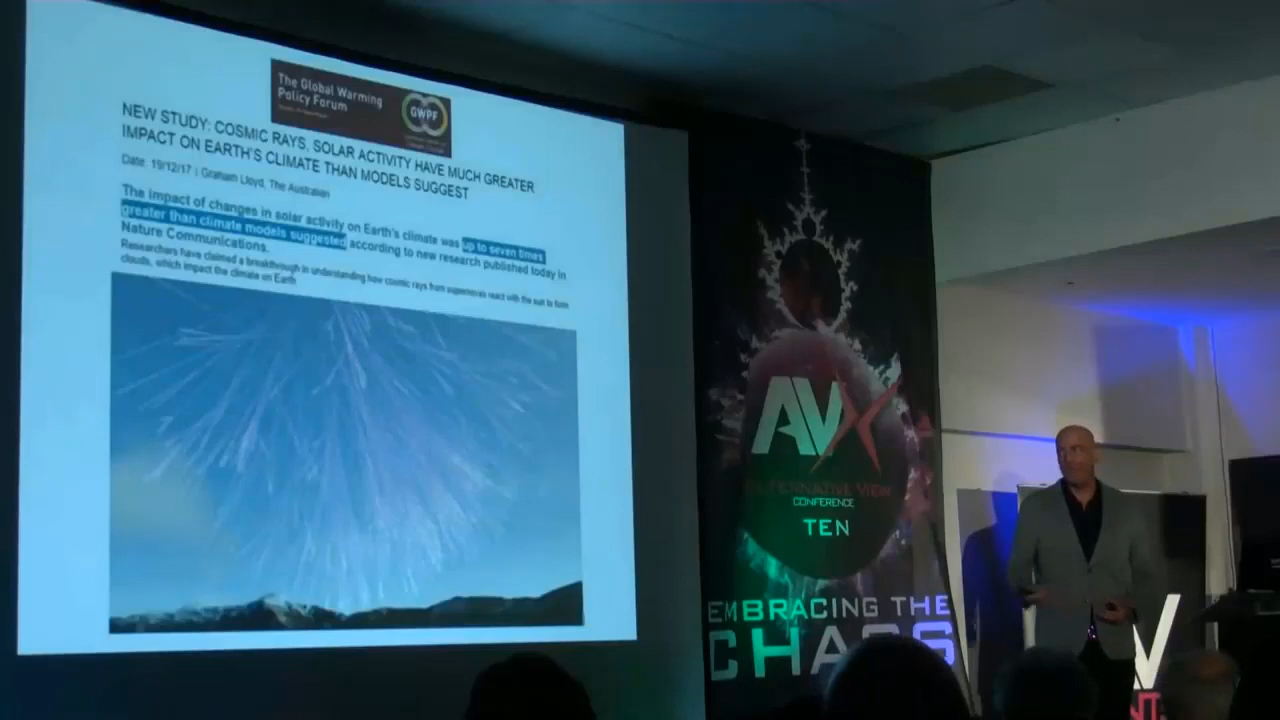 The Global Warming
Policy Forum
GWPF
NEW STUDY: COSMIC RAYS, SOLAR ACTIVITY HAVE MUCH GREATER
IMPACT ON EARTH'S CLIMATE THAN MODELS SUGGEST
Date: 19/12/17 | Graham Lloyd, The Australian
The impact of changes in solar activity on Earth's climate was up to seven times
greater than climate models suggested according to new research published today in
Nature Communications.
Researchers have claimed a breakthrough in understanding how cosmic rays from supernovas react with the sun to form
clouds, which impact the climate on Earth
AVX
ALTERNATIVE VIEW
CONFERENCE
TEN
EMBRACING THE
CHAOS